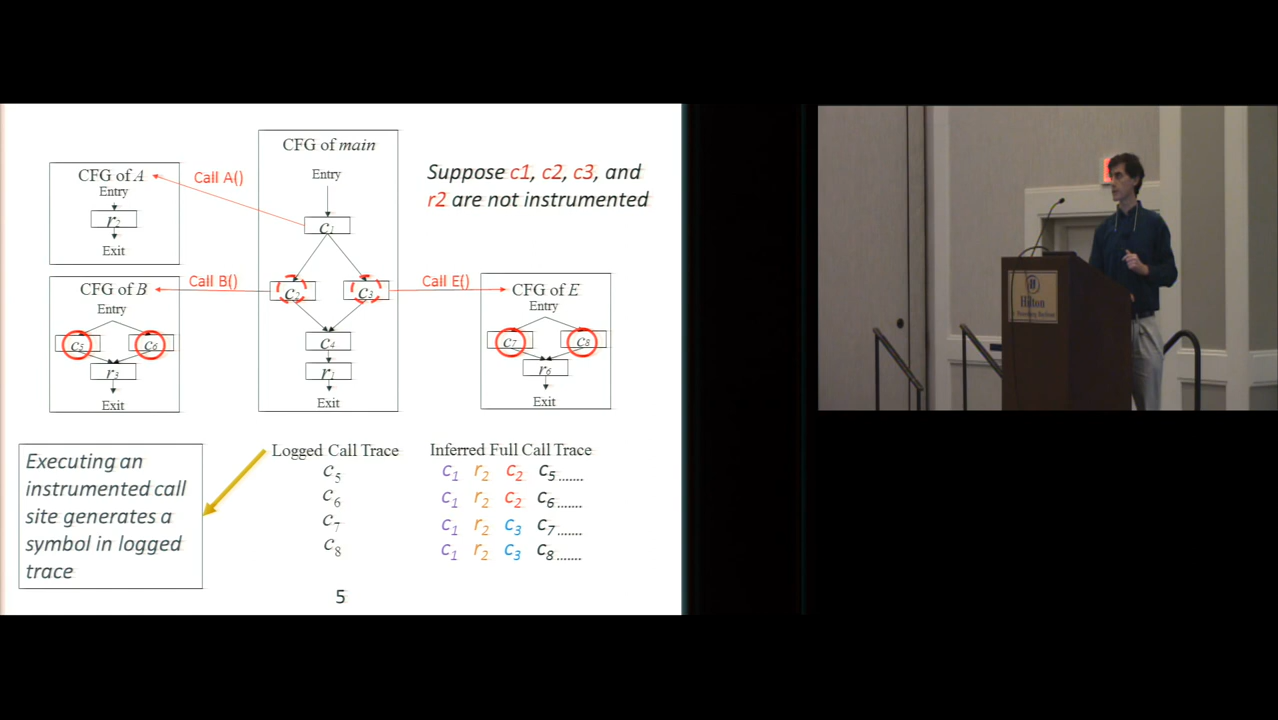 CFG of main
Entry
c1
c2
c3
c4
r1
Exit
CFG of A
Entry
r2
Exit
Call A()
CFG of B
Entry
c5
c6
r3
Exit
Call B()
Call E()
CFG of E
Entry
c7
c8
r6
Exit
Suppose c1, c2, c3, and
r2 are not instrumented
Executing an
instrumented call
site generates a
symbol in logged
trace
Logged Call Trace
c5
c6
c7
c8
Inferred Full Call Trace
c1 r2 c2 c5.......
c1 r2 c2 c6.......
c1 r2 c3 c7.......
c1 r2 c3 c8.......
5
Hilton